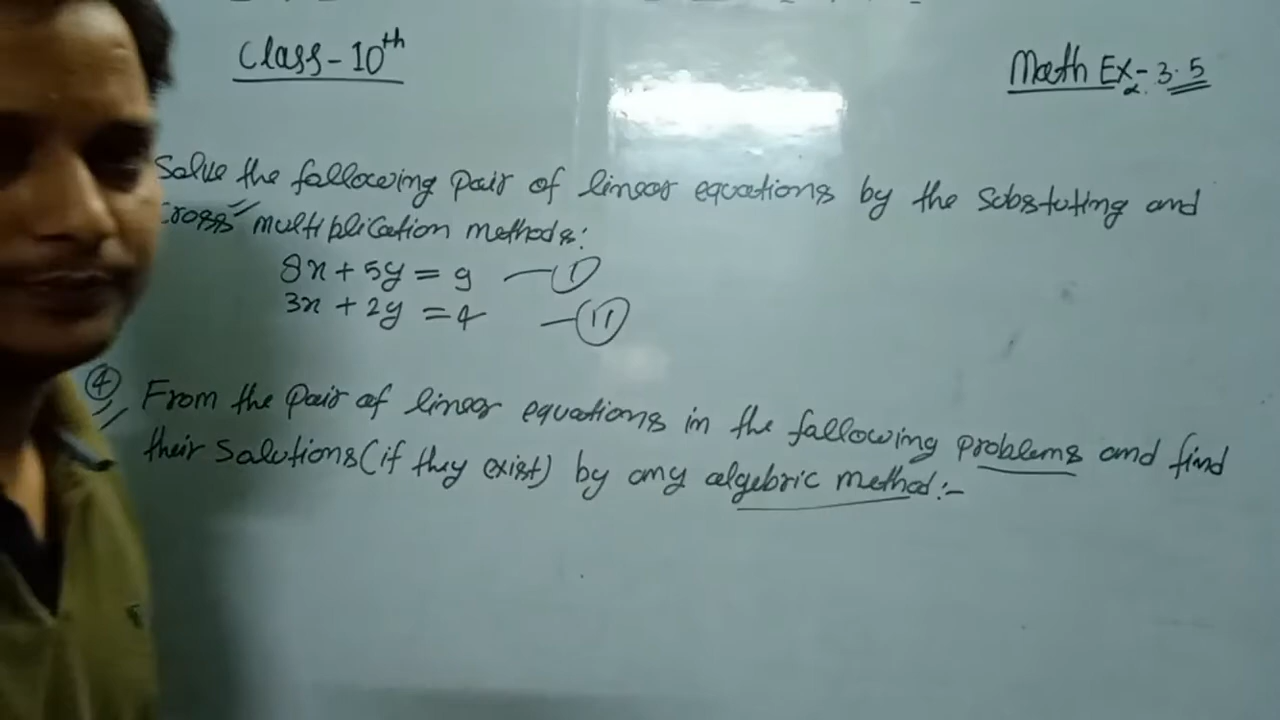 Class-10th
Math Ex- 3.5
Solve the following pair of linear equations by the Substuting and
cross multiplication methods:
8x + 5y = 9 —(I)
3x + 2y = 4 —(II)
(4) From the pair of linear equations in the following problems and find
their Solutions (if they exist) by any algebric method:-